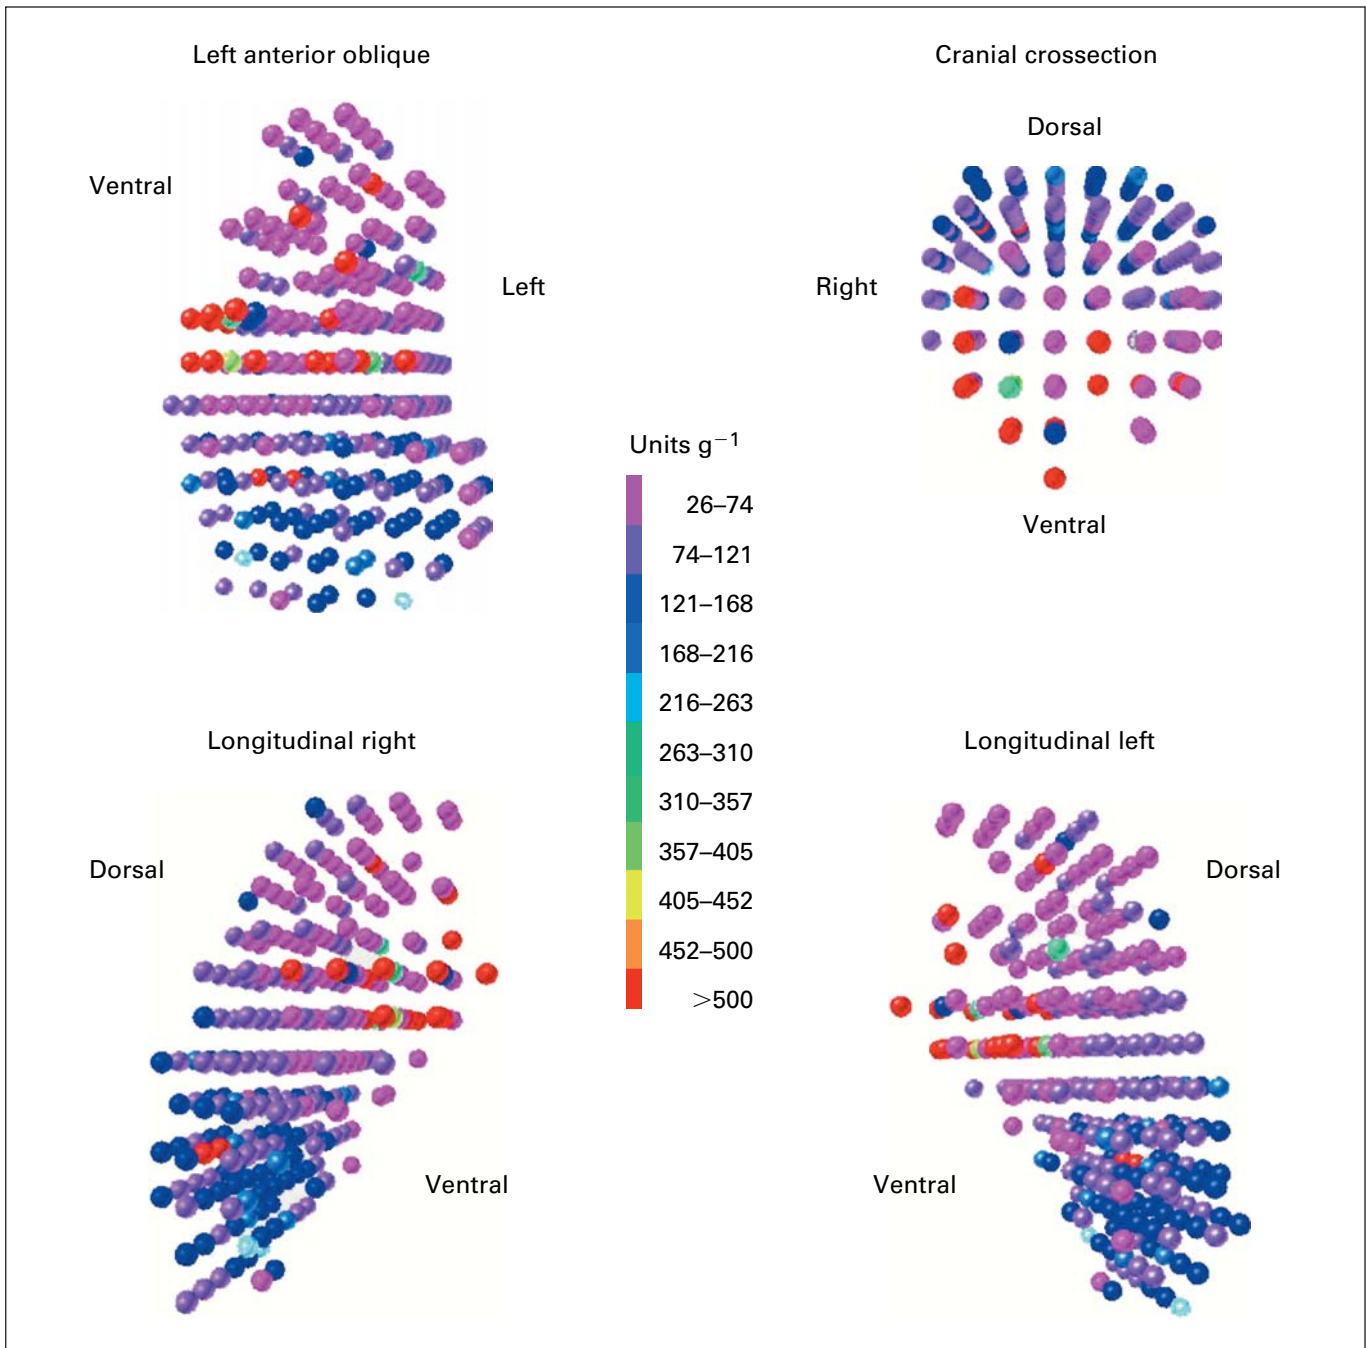 Left anterior oblique
Cranial crossection
Dorsal
Ventral
Left
Right
Ventral
Units g⁻¹
26–74
74–121
121–168
168–216
216–263
263–310
310–357
357–405
405–452
452–500
>500
Longitudinal right
Longitudinal left
Dorsal
Dorsal
Ventral
Ventral